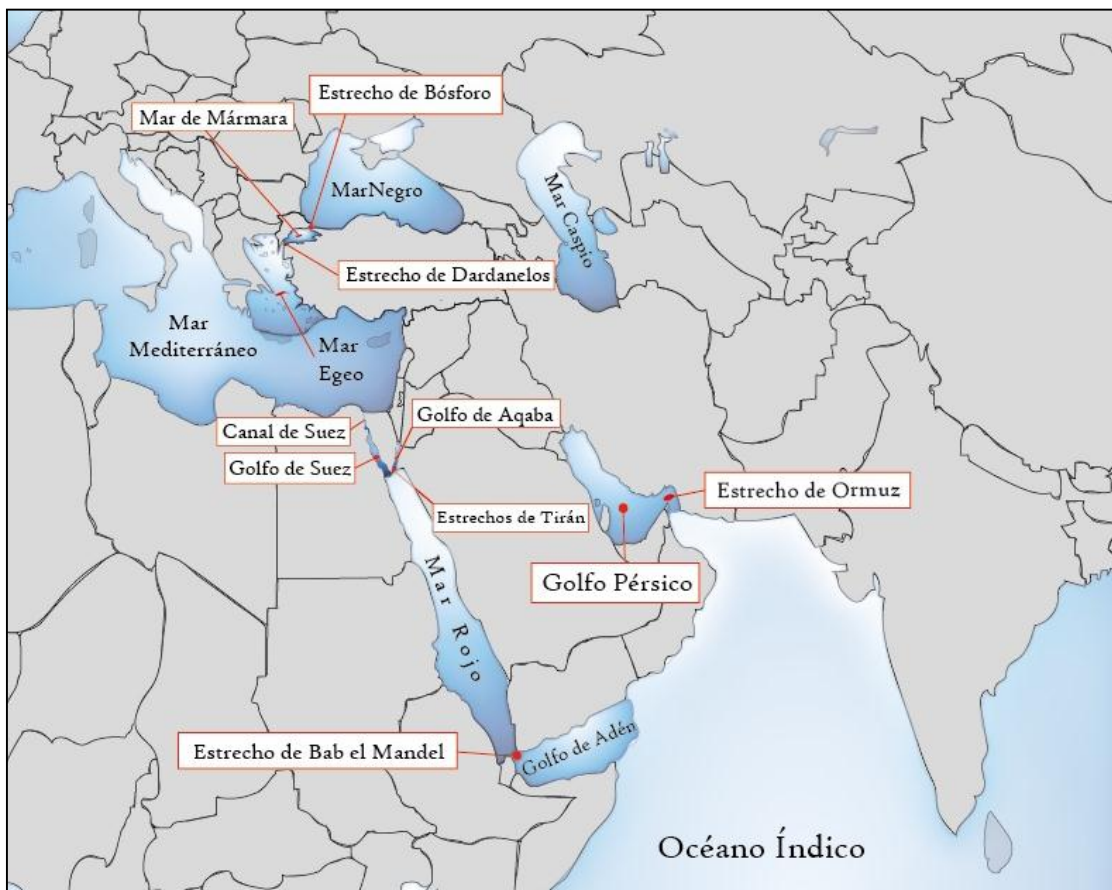 Estrecho de Bósforo
Mar de Mármara
MarNegro
Mar Caspio
Estrecho de Dardanelos
Mar
Mediterráneo
Mar
Egeo
Golfo de Aqaba
Canal de Suez
Golfo de Suez
Estrecho de Ormuz
Estrechos de Tirán
Golfo Pérsico
Mar Rojo
Estrecho de Bab el Mandel
Golfo de Adén
Océano Índico